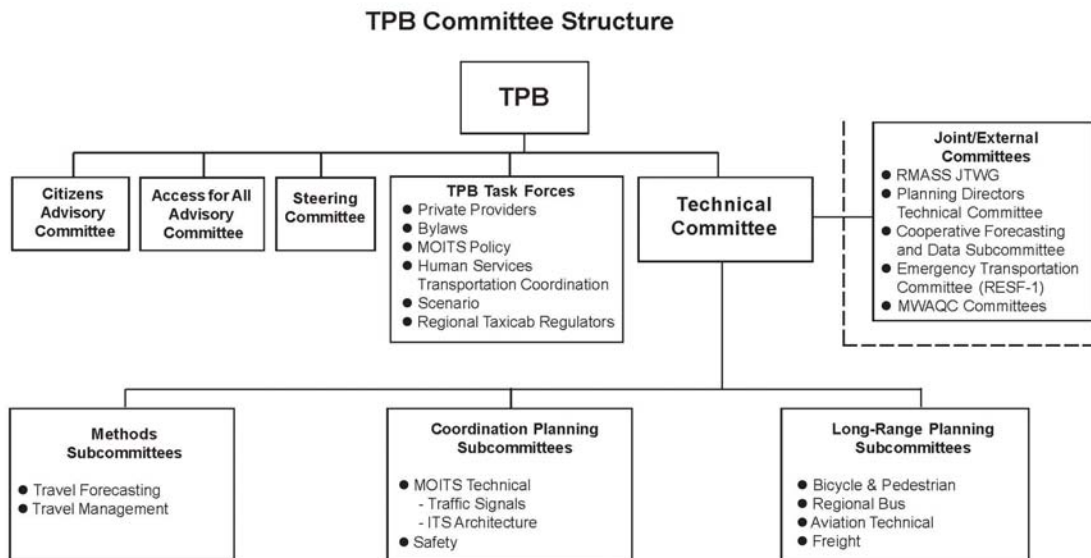 TPB Committee Structure
TPB
Citizens
Advisory
Committee
Access for All
Advisory
Committee
Steering
Committee
TPB Task Forces
● Private Providers
● Bylaws
● MOITS Policy
● Human Services
Transportation Coordination
● Scenario
● Regional Taxicab Regulators
Technical
Committee
Joint/External
Committees
● RMASS JTWG
● Planning Directors
Technical Committee
● Cooperative Forecasting
and Data Subcommittee
● Emergency Transportation
Committee (RESF-1)
● MWAQC Committees
Methods
Subcommittees
● Travel Forecasting
● Travel Management
Coordination Planning
Subcommittees
● MOITS Technical
- Traffic Signals
- ITS Architecture
● Safety
Long-Range Planning
Subcommittees
● Bicycle & Pedestrian
● Regional Bus
● Aviation Technical
● Freight